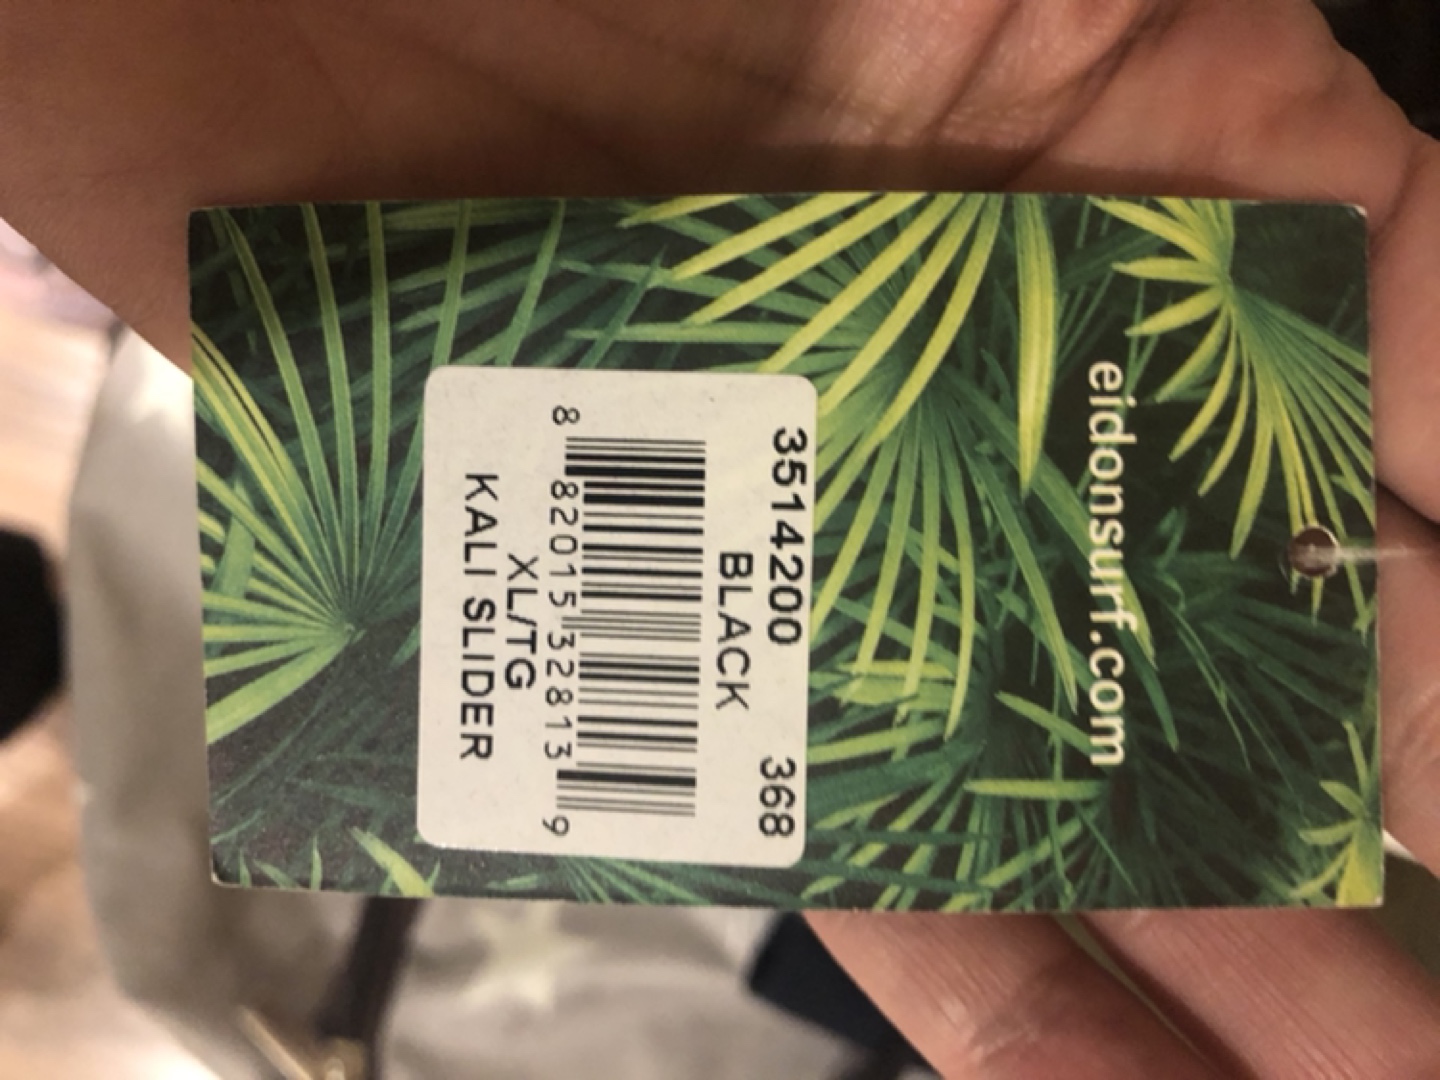 eidonsurf.com
3514200 368
BLACK
8 82015 32813 9
XL/TG
KALI SLIDER